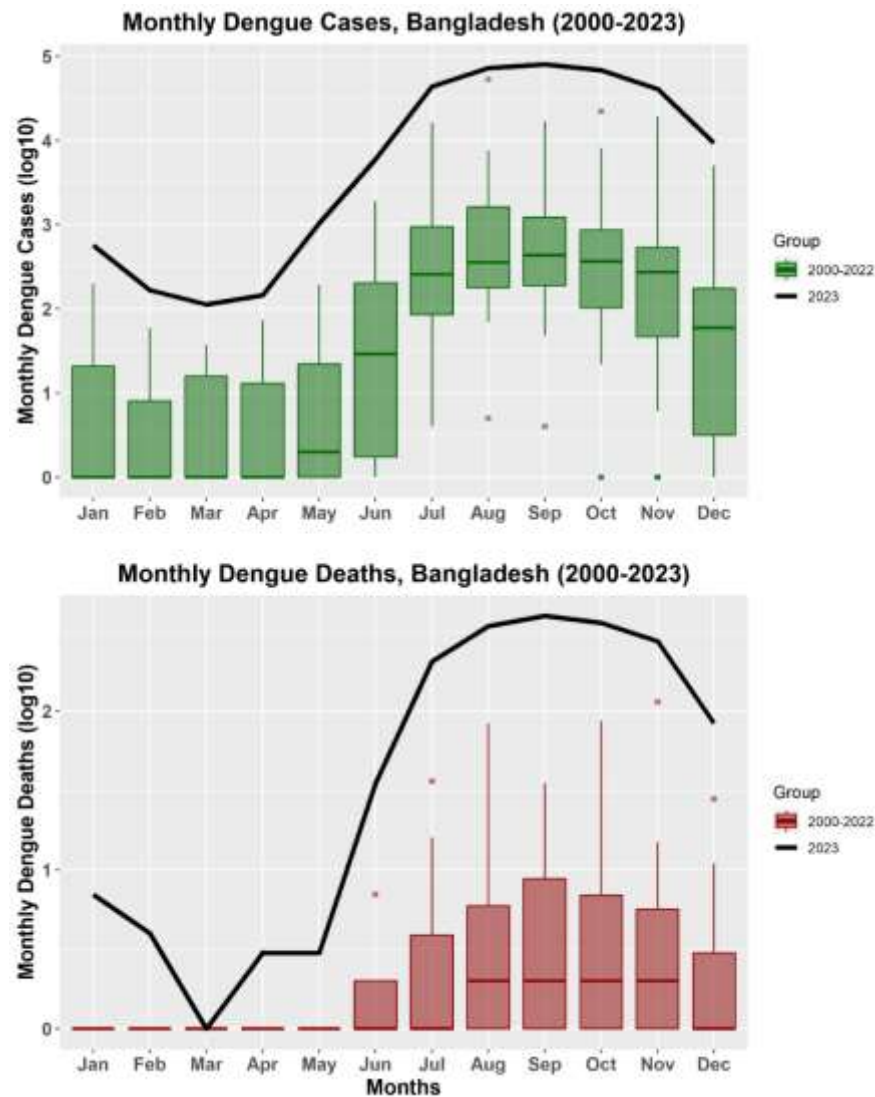 Monthly Dengue Cases, Bangladesh (2000-2023)
Monthly Dengue Cases (log10)
5
4
3
2
1
0
Jan Feb Mar Apr May Jun Jul Aug Sep Oct Nov Dec
Group
2000-2022
2023
Monthly Dengue Deaths, Bangladesh (2000-2023)
Monthly Dengue Deaths (log10)
2
1
0
Jan Feb Mar Apr May Jun Jul Aug Sep Oct Nov Dec
Months
Group
2000-2022
2023